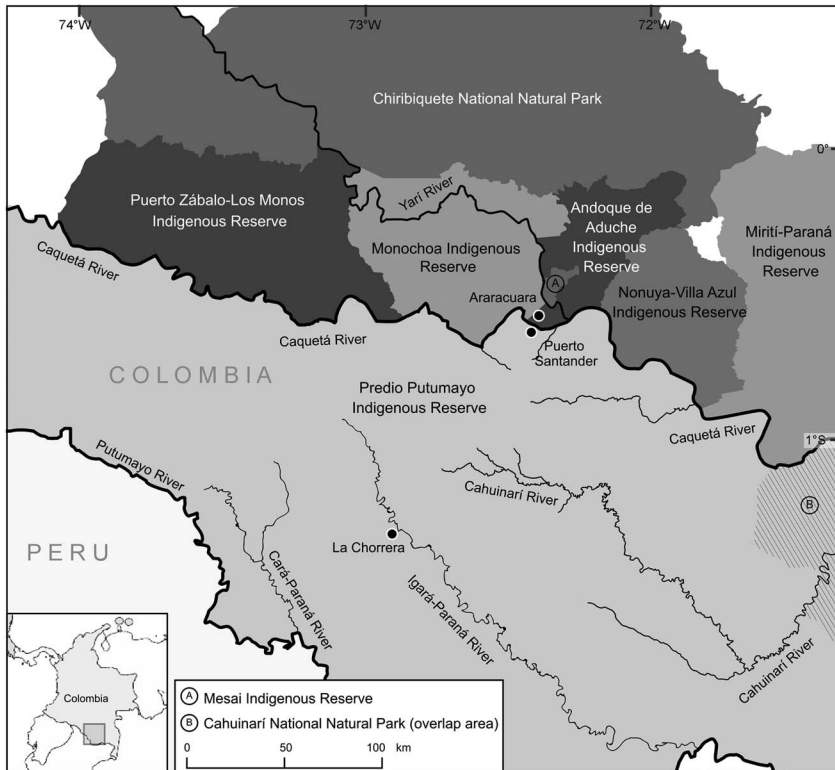 74°W
73°W
72°W
Chiribiquete National Natural Park
0°
Puerto Zábalo-Los Monos
Indigenous Reserve
Yarí River
Andoque de
Aduche
Indigenous
Reserve
Mirití-Paraná
Indigenous
Reserve
Caquetá River
Monochoa Indigenous
Reserve
A
Nonuya-Villa Azul
Indigenous Reserve
Araracuara
Caquetá River
Puerto
Santander
COLOMBIA
Predio Putumayo
Indigenous Reserve
Caquetá River
1°S
Putumayo River
Cahuinarí River
B
PERU
La Chorrera
Cará-Paraná River
Igará-Paraná River
Cahuinarí River
Colombia
A Mesai Indigenous Reserve
B Cahuinarí National Natural Park (overlap area)
0 50 100 km